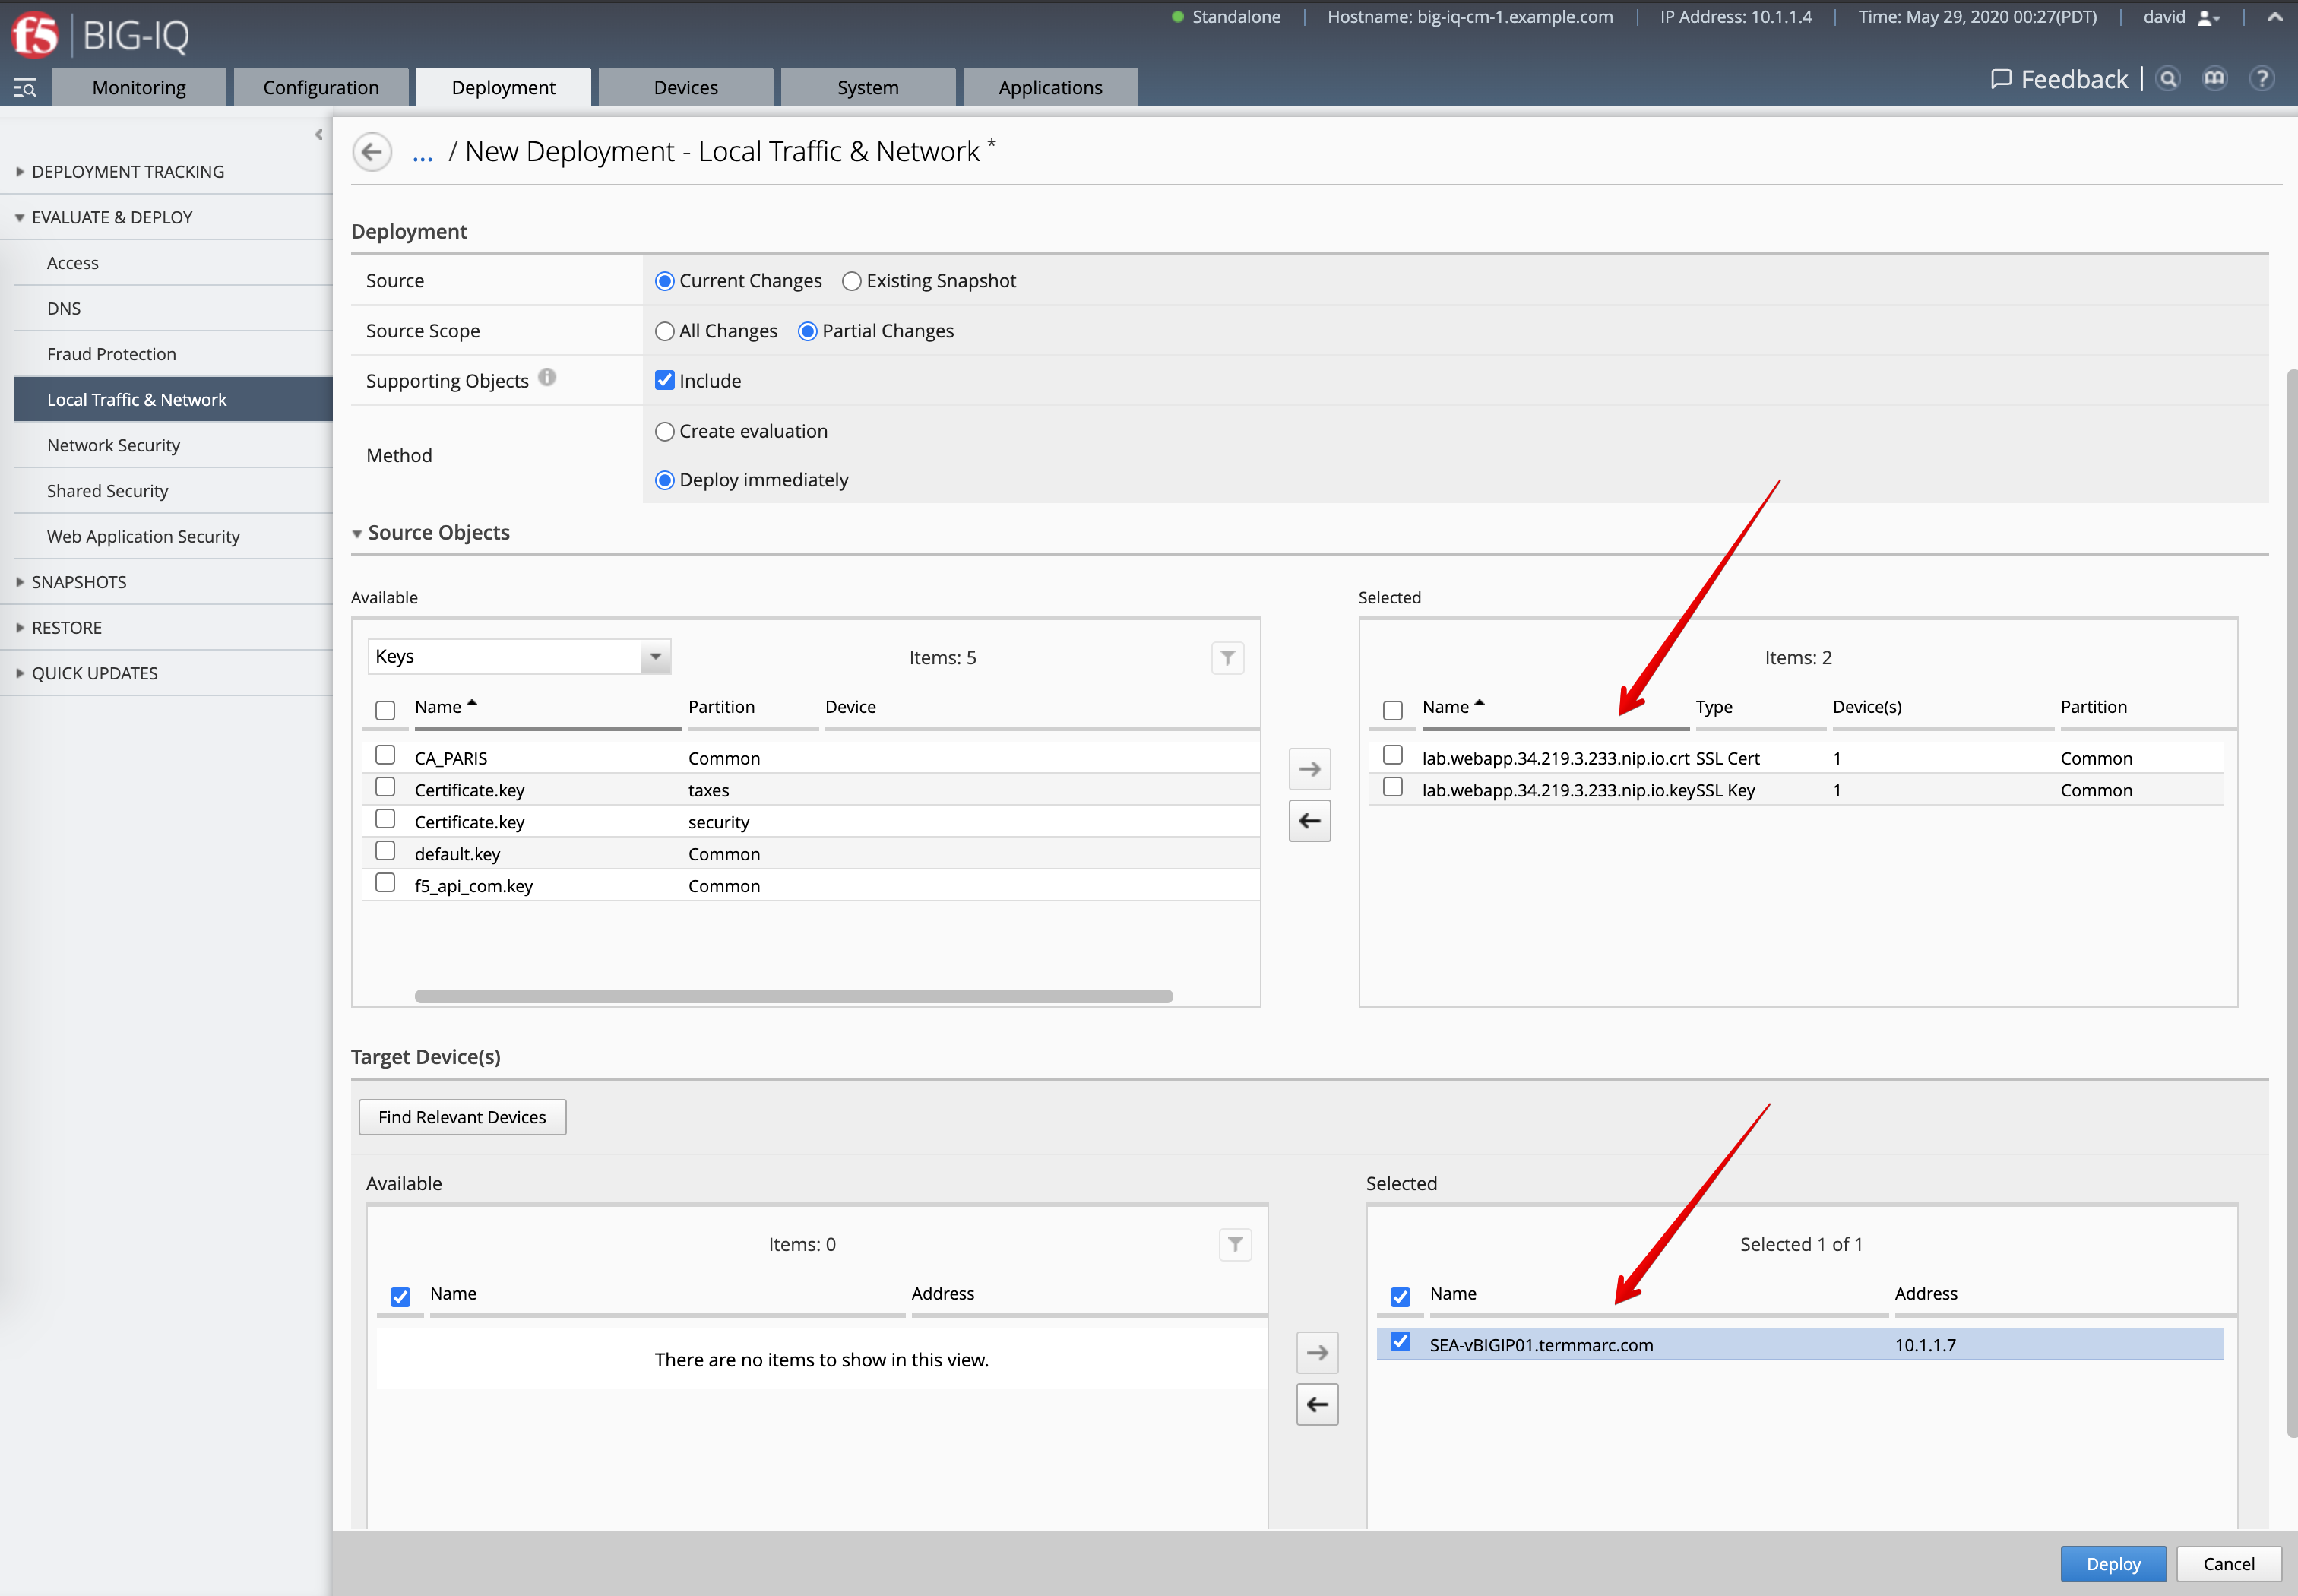 Standalone | Hostname: big-iq-cm-1.example.com | IP Address: 10.1.1.4 | Time: May 29, 2020 00:27(PDT) | david
f5 BIG-IQ
Monitoring Configuration Deployment Devices System Applications
Feedback | ?
... / New Deployment - Local Traffic & Network *
DEPLOYMENT TRACKING
EVALUATE & DEPLOY
Access
DNS
Fraud Protection
Local Traffic & Network
Network Security
Shared Security
Web Application Security
SNAPSHOTS
RESTORE
QUICK UPDATES
Deployment
Source Current Changes Existing Snapshot
Source Scope All Changes Partial Changes
Supporting Objects i Include
Method
Create evaluation
Deploy immediately
Source Objects
Available
Keys Items: 5
Name Partition Device
CA_PARIS Common
Certificate.key taxes
Certificate.key security
default.key Common
f5_api_com.key Common
Selected
Items: 2
Name Type Device(s) Partition
lab.webapp.34.219.3.233.nip.io.crt SSL Cert 1 Common
lab.webapp.34.219.3.233.nip.io.key SSL Key 1 Common
Target Device(s)
Find Relevant Devices
Available
Items: 0
Name Address
There are no items to show in this view.
Selected
Selected 1 of 1
Name Address
SEA-vBIGIP01.termmarc.com 10.1.1.7
Deploy Cancel